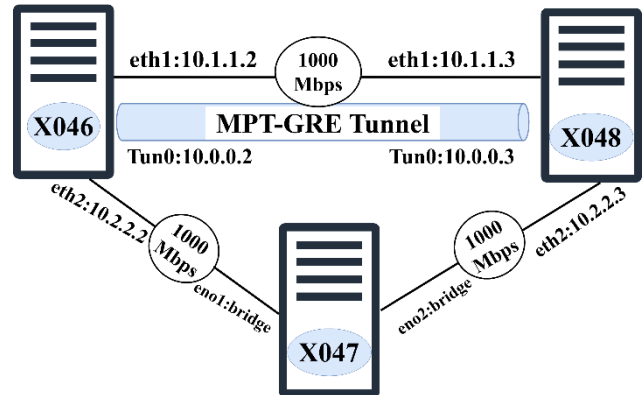 eth1:10.1.1.2
1000
Mbps
eth1:10.1.1.3
X046
MPT-GRE Tunnel
X048
Tun0:10.0.0.2
Tun0:10.0.0.3
eth2:10.2.2.2
1000
Mbps
eno1:bridge
X047
eno2:bridge
1000
Mbps
eth2:10.2.2.3